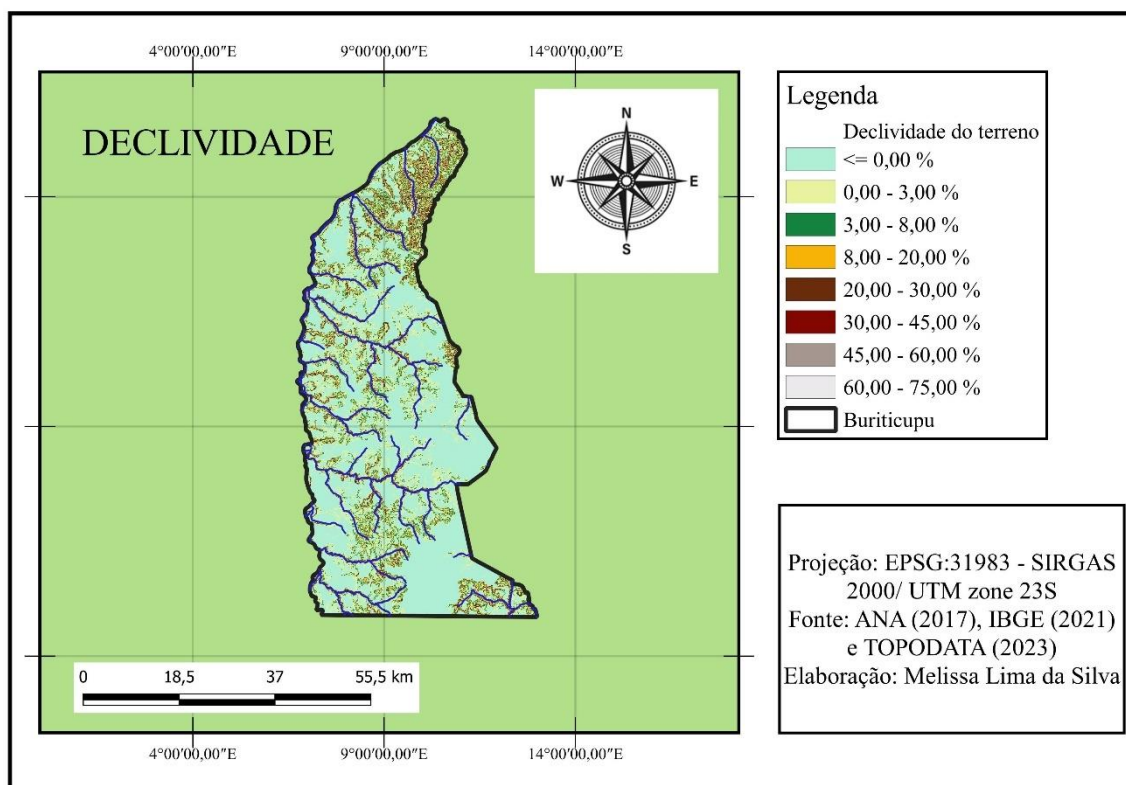 4°00'00,00"E 9°00'00,00"E 14°00'00,00"E
DECLIVIDADE
N
W E
S
Legenda
Declividade do terreno
<= 0,00 %
0,00 - 3,00 %
3,00 - 8,00 %
8,00 - 20,00 %
20,00 - 30,00 %
30,00 - 45,00 %
45,00 - 60,00 %
60,00 - 75,00 %
Buriticupu
Projeção: EPSG:31983 - SIRGAS
2000/ UTM zone 23S
Fonte: ANA (2017), IBGE (2021)
e TOPODATA (2023)
Elaboração: Melissa Lima da Silva
0 18,5 37 55,5 km
4°00'00,00"E 9°00'00,00"E 14°00'00,00"E